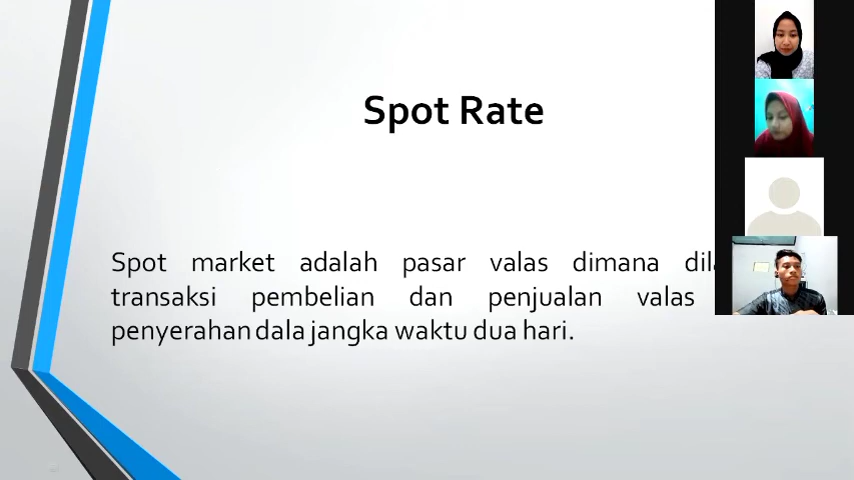 Spot Rate
Spot market adalah pasar valas dimana
transaksi pembelian dan penjualan valas
penyerahan dala jangka waktu dua hari.